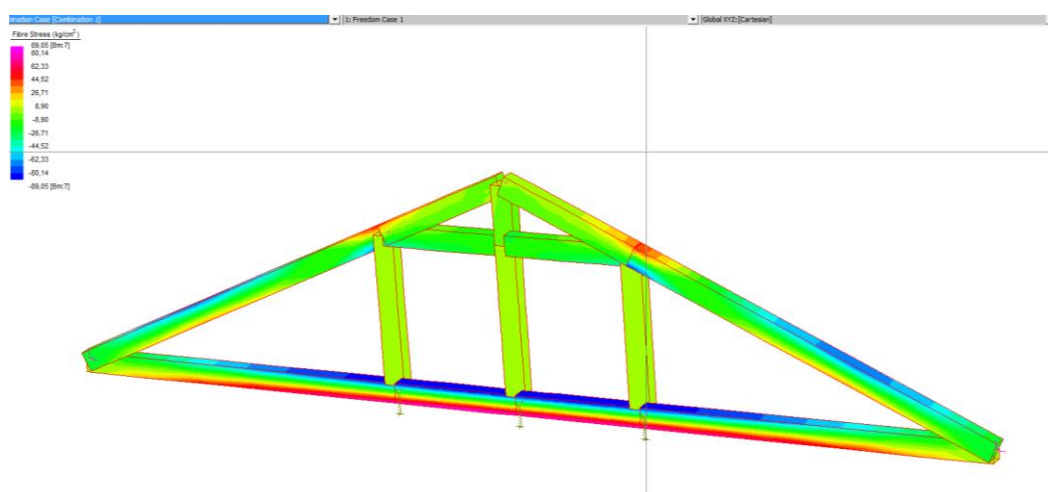 bination Case [Combination 1] 1: Freedom Case 1 Global XYZ:[Cartesian]
Fibre Stress (kg/cm²)
89,05 [Bm:7]
80,14
62,33
44,52
26,71
8,90
-8,90
-26,71
-44,52
-62,33
-80,14
-89,05 [Bm:7]